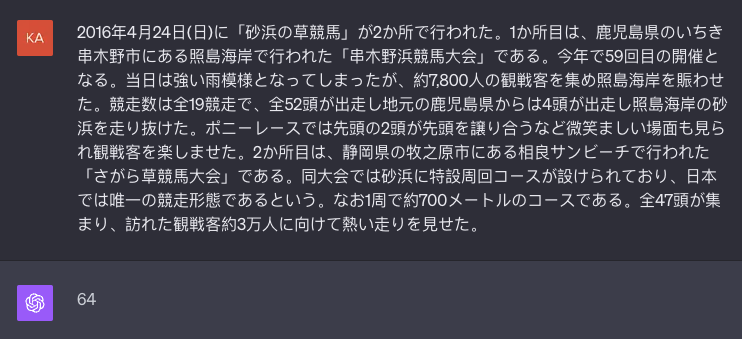 KA
2016年4月24日(日)に「砂浜の草競馬」が2か所で行われた。1か所目は、鹿児島県のいちき
串木野市にある照島海岸で行われた「串木野浜競馬大会」である。今年で59回目の開催と
なる。当日は強い雨模様となってしまったが、約7,800人の観戦客を集め照島海岸を賑わせ
た。競走数は全19競走で、全52頭が出走し地元の鹿児島県からは4頭が出走し照島海岸の砂
浜を走り抜けた。ポニーレースでは先頭の2頭が先頭を譲り合うなど微笑ましい場面も見ら
れ観戦客を楽しませた。2か所目は、静岡県の牧之原市にある相良サンビーチで行われた
「さがら草競馬大会」である。同大会では砂浜に特設周回コースが設けられており、日本
では唯一の競走形態であるという。なお1周で約700メートルのコースである。全47頭が集
まり、訪れた観戦客約3万人に向けて熱い走りを見せた。
64